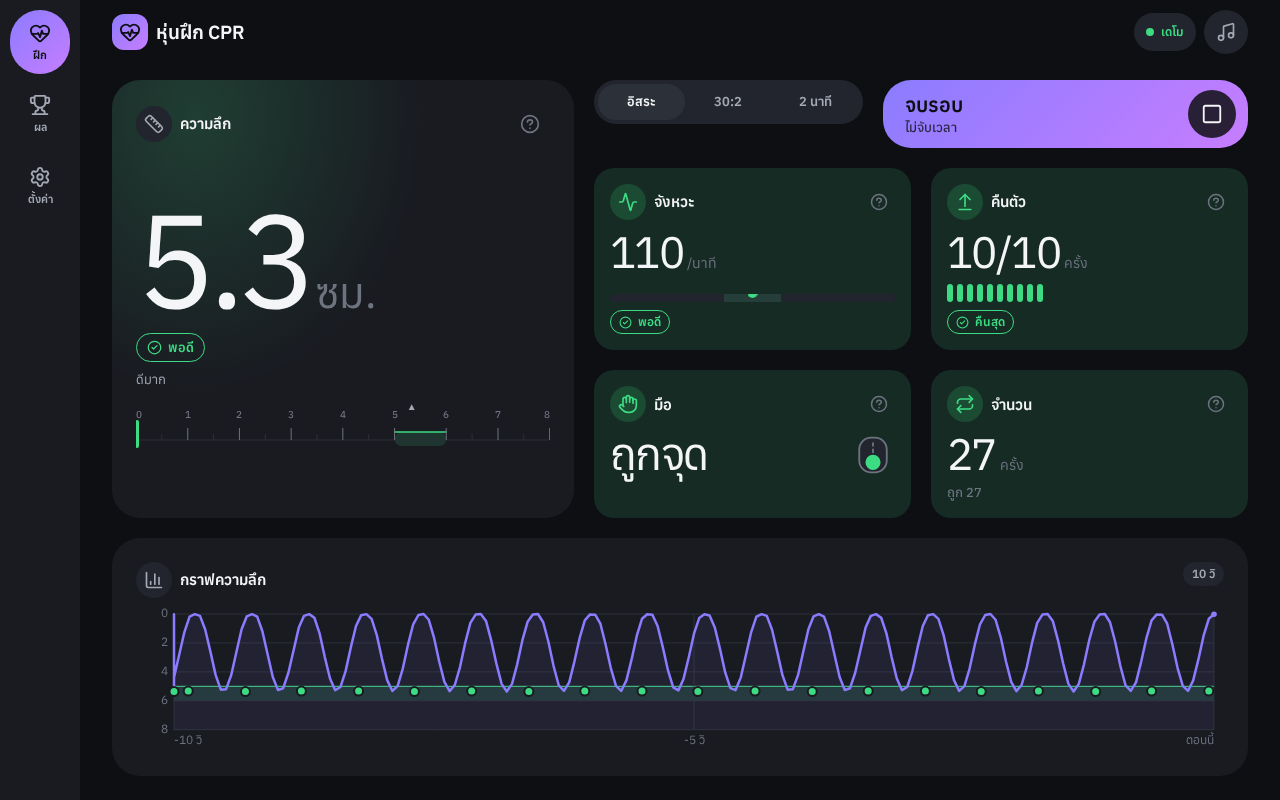 ฝึก
ผล
ตั้งค่า
หุ่นฝึก CPR
เดโม
ความลึก
5.3 ซม.
พอดี
ดีมาก
0 1 2 3 4 5 6 7 8
อิสระ 30:2 2 นาที
จบรอบ
ไม่จับเวลา
จังหวะ
110 /นาที
พอดี
คืนตัว
10/10 ครั้ง
คืนสุด
มือ
ถูกจุด
จำนวน
27 ครั้ง
ถูก 27
กราฟความลึก
10 วิ
0
2
4
6
8
-10 วิ -5 วิ ตอนนี้